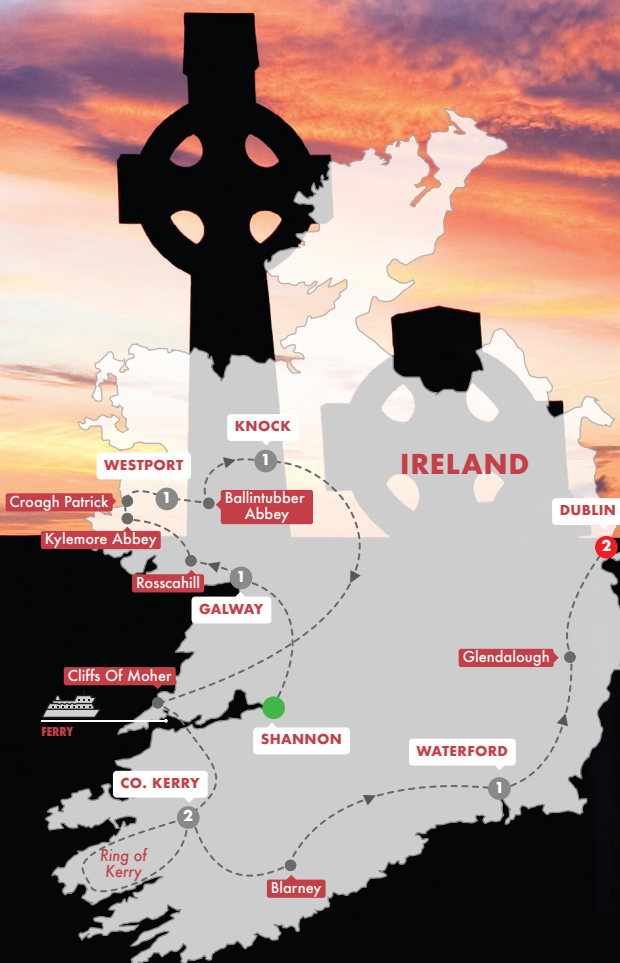 KNOCK
1
WESTPORT
1
IRELAND
Croagh Patrick
Ballintubber
Abbey
DUBLIN
2
Kylemore Abbey
Rosscahill
1
GALWAY
Glendalough
Cliffs Of Moher
FERRY
SHANNON
WATERFORD
1
CO. KERRY
2
Ring of
Kerry
Blarney